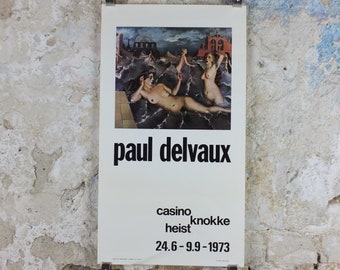 paul delvaux
casino
knokke
heist
24.6-9.9-1973